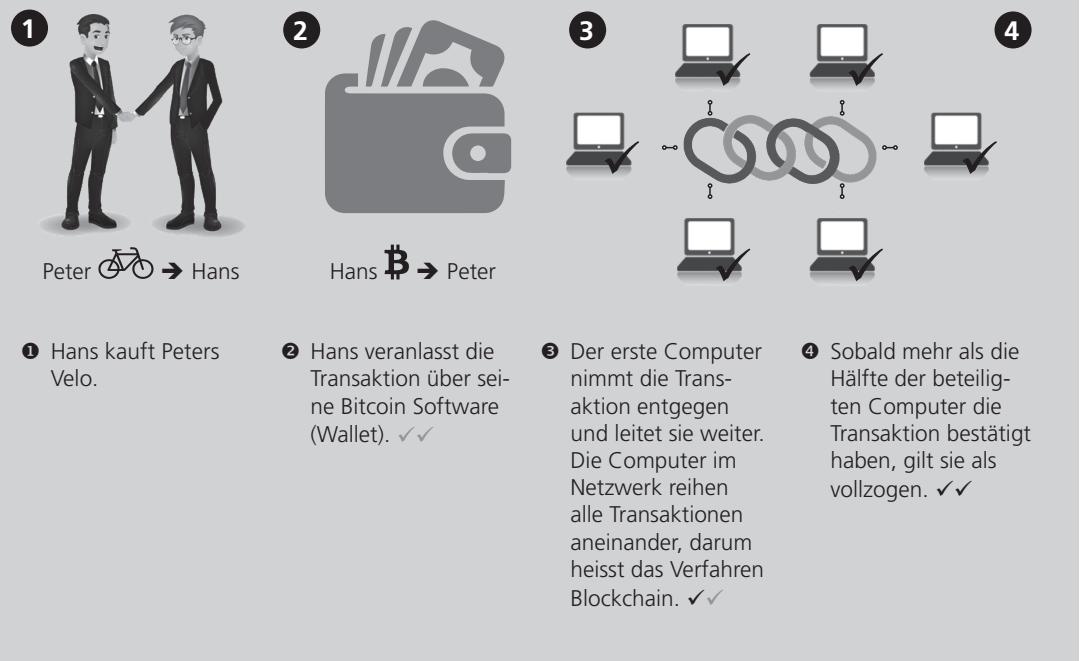 1
2
3
4
Peter ➔ Hans
Hans ₿ ➔ Peter
❶ Hans kauft Peters
Velo.
❷ Hans veranlasst die
Transaktion über sei-
ne Bitcoin Software
(Wallet). ✓✓
❸ Der erste Computer
nimmt die Trans-
aktion entgegen
und leitet sie weiter.
Die Computer im
Netzwerk reihen
alle Transaktionen
aneinander, darum
heisst das Verfahren
Blockchain. ✓✓
❹ Sobald mehr als die
Hälfte der beteilig-
ten Computer die
Transaktion bestätigt
haben, gilt sie als
vollzogen. ✓✓